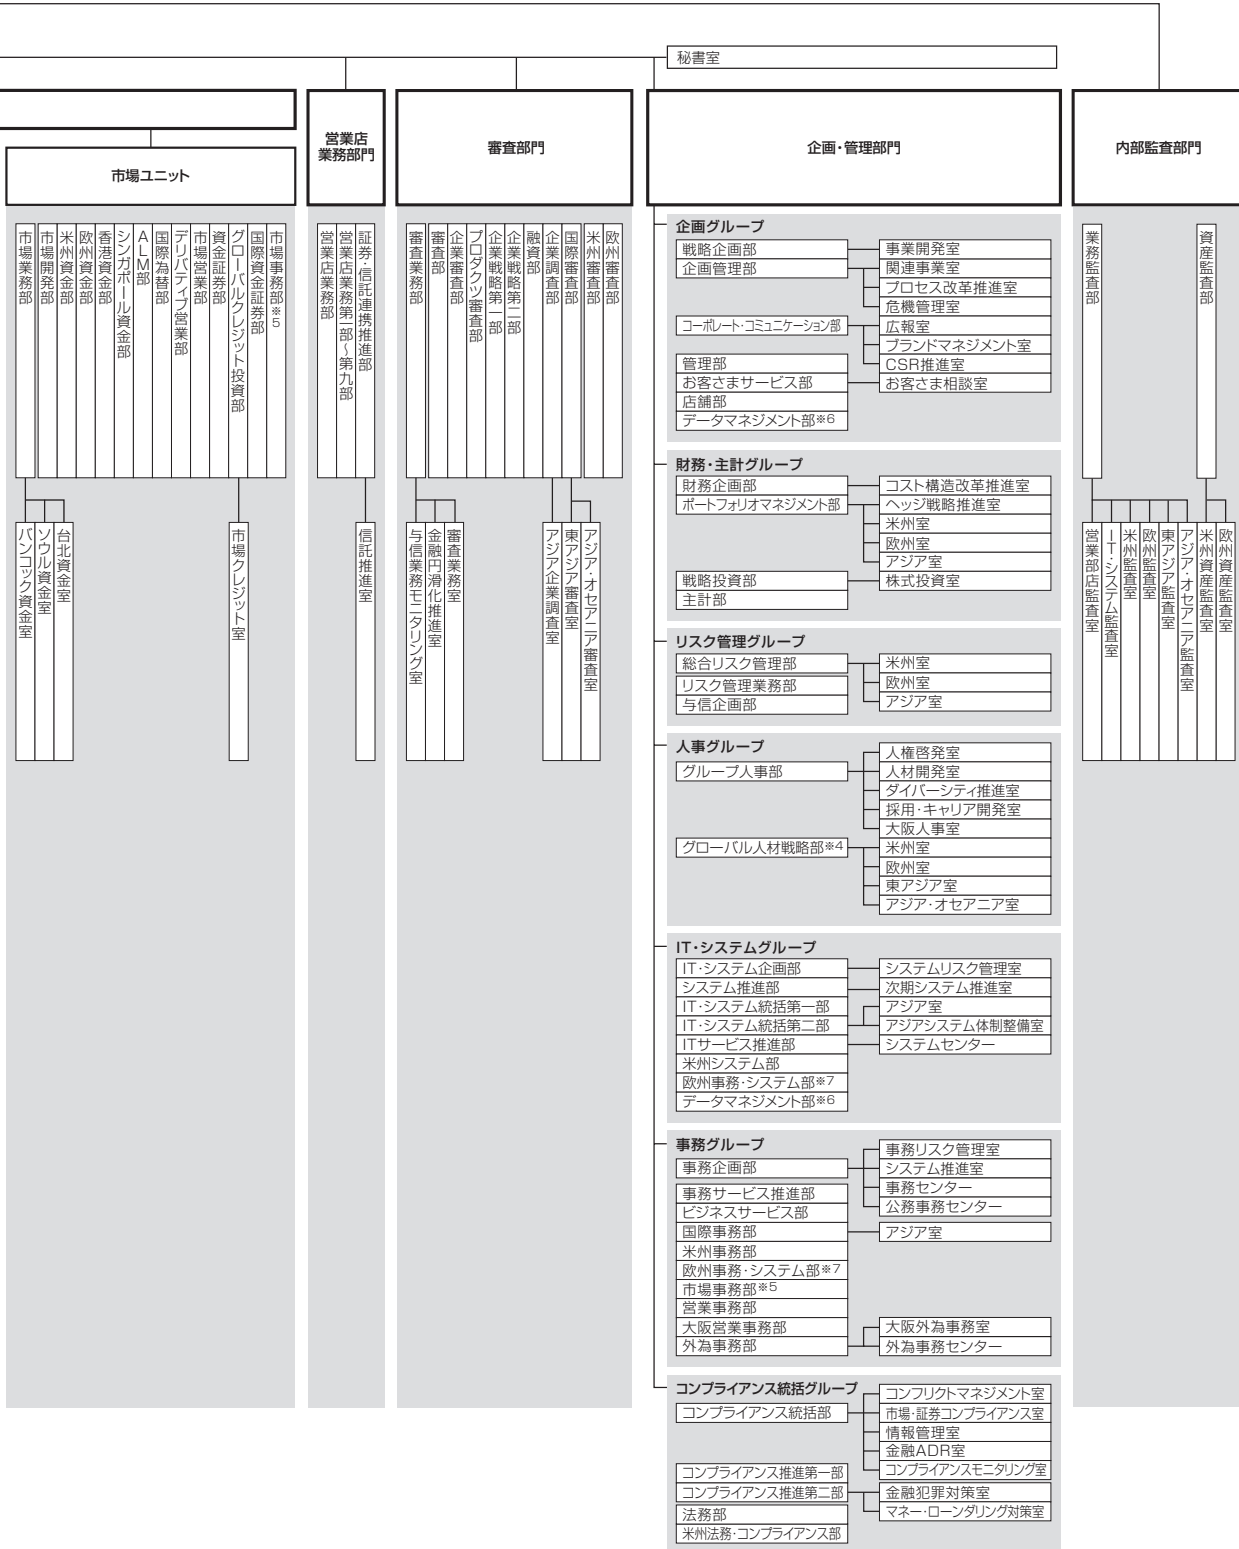 秘書室
営業店
業務部門
審査部門
企画・管理部門
内部監査部門
市場ユニット
市場業務部
市場開発部
米州資金部
欧州資金部
香港資金部
シンガポール資金部
ALM部
国際為替部
デリバティブ営業部
市場営業部
資金証券部
グローバルクレジット投資部
国際資金証券部
市場事務部※5
バンコック資金室
ソウル資金室
台北資金室
市場クレジット室
営業店業務部
営業店業務第一部～第九部
証券・信託連携推進部
信託推進室
審査業務部
審査部
企業審査部
プロダクツ審査部
企業戦略第一部
企業戦略第二部
融資部
企業調査部
国際審査部
米州審査部
欧州審査部
与信業務モニタリング室
金融円滑化推進室
審査業務室
アジア企業調査室
東アジア審査室
アジア・オセアニア審査室
企画グループ
戦略企画部
事業開発室
企画管理部
関連事業室
プロセス改革推進室
危機管理室
コーポレート・コミュニケーション部
広報室
ブランドマネジメント室
CSR推進室
管理部
お客さまサービス部
お客さま相談室
店舗部
データマネジメント部※6
財務・主計グループ
財務企画部
コスト構造改革推進室
ポートフォリオマネジメント部
ヘッジ戦略推進室
米州室
欧州室
アジア室
戦略投資部
株式投資室
主計部
リスク管理グループ
総合リスク管理部
米州室
リスク管理業務部
欧州室
与信企画部
アジア室
人事グループ
人権啓発室
グループ人事部
人材開発室
ダイバーシティ推進室
採用・キャリア開発室
大阪人事室
グローバル人材戦略部※4
米州室
欧州室
東アジア室
アジア・オセアニア室
IT・システムグループ
IT・システム企画部
システムリスク管理室
システム推進部
次期システム推進室
IT・システム統括第一部
アジア室
IT・システム統括第二部
アジアシステム体制整備室
ITサービス推進部
システムセンター
米州システム部
欧州事務・システム部※7
データマネジメント部※6
事務グループ
事務リスク管理室
事務企画部
システム推進室
事務センター
公務事務センター
事務サービス推進部
ビジネスサービス部
国際事務部
アジア室
米州事務部
欧州事務・システム部※7
市場事務部※5
営業事務部
大阪営業事務部
大阪外為事務室
外為事務部
外為事務センター
コンプライアンス統括グループ
コンフリクトマネジメント室
コンプライアンス統括部
市場・証券コンプライアンス室
情報管理室
金融ADR室
コンプライアンスモニタリング室
コンプライアンス推進第一部
コンプライアンス推進第二部
金融犯罪対策室
マネー・ローンダリング対策室
法務部
米州法務・コンプライアンス部
業務監査部
資産監査部
営業部店監査室
IT・システム監査室
米州監査室
欧州監査室
東アジア監査室
アジア・オセアニア監査室
米州資産監査室
欧州資産監査室